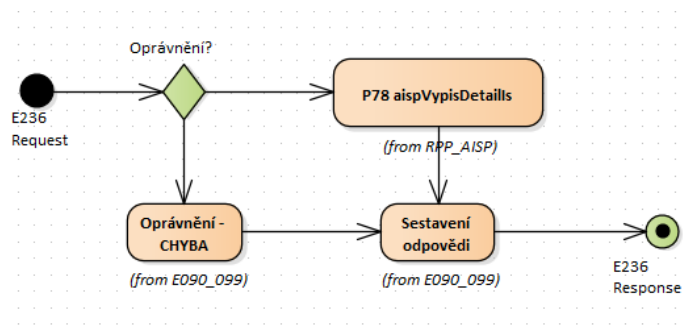 Oprávnění?
P78 aispVypisDetaills
E236
Request
(from RPP_AISP)
Oprávnění -
CHYBA
Sestavení
odpovědi
(from E090_099)
(from E090_099)
E236
Response